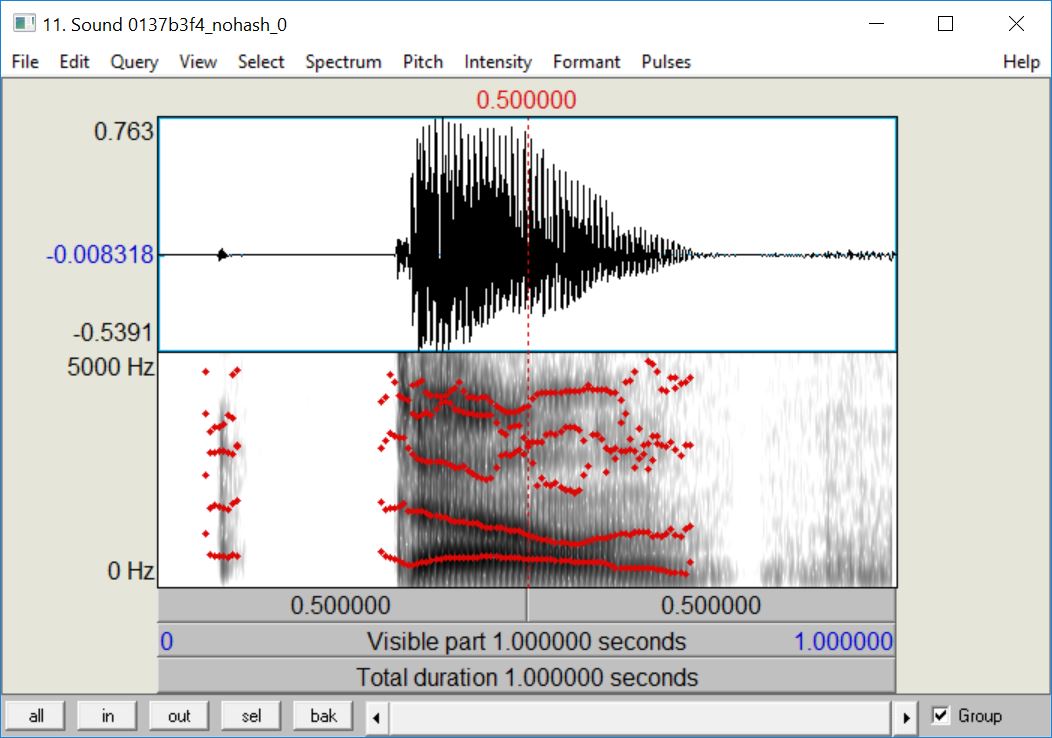 11. Sound 0137b3f4_nohash_0
File Edit Query View Select Spectrum Pitch Intensity Formant Pulses Help
0.500000
0.763
-0.008318
-0.5391
5000 Hz
0 Hz
0.500000 0.500000
0 Visible part 1.000000 seconds 1.000000
Total duration 1.000000 seconds
all in out sel bak Group